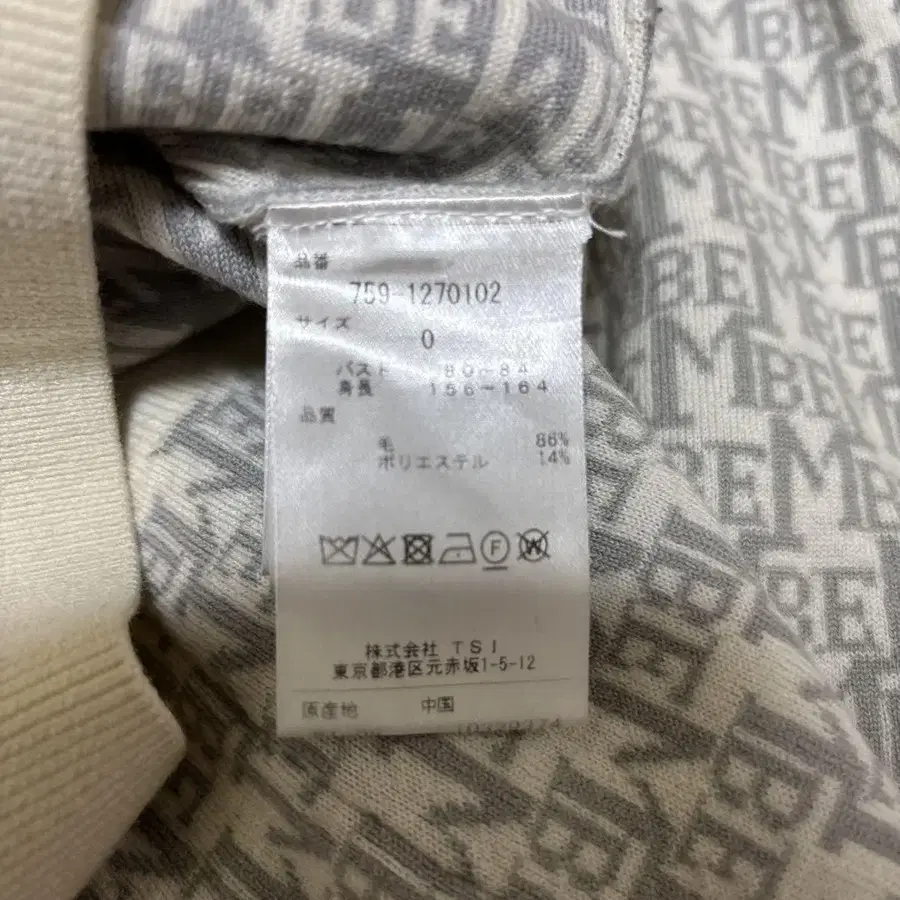 品番
759-1270102
サイズ
0
バスト 80-84
身長 156-164
品質
毛 86%
ポリエステル 14%
F
W
株式会社 TSI
東京都港区元赤坂1-5-12
原産地 中国